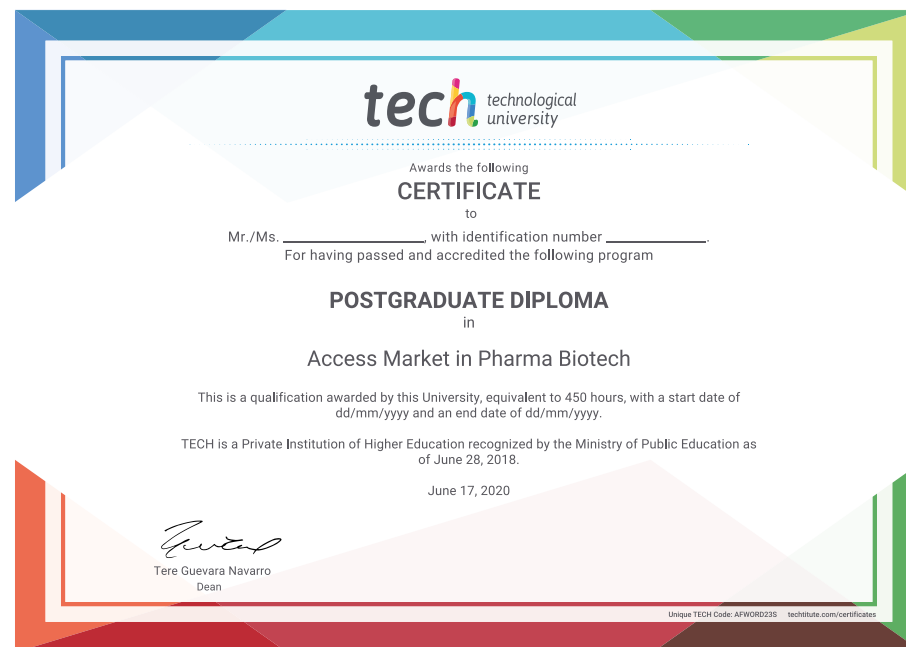 tech technological
university
Awards the following
CERTIFICATE
to
Mr./Ms. ____________________, with identification number ______________.
For having passed and accredited the following program
POSTGRADUATE DIPLOMA
in
Access Market in Pharma Biotech
This is a qualification awarded by this University, equivalent to 450 hours, with a start date of
dd/mm/yyyy and an end date of dd/mm/yyyy.
TECH is a Private Institution of Higher Education recognized by the Ministry of Public Education as
of June 28, 2018.
June 17, 2020
Tere Guevara Navarro
Dean
Unique TECH Code: AFWORD23S techtitute.com/certificates